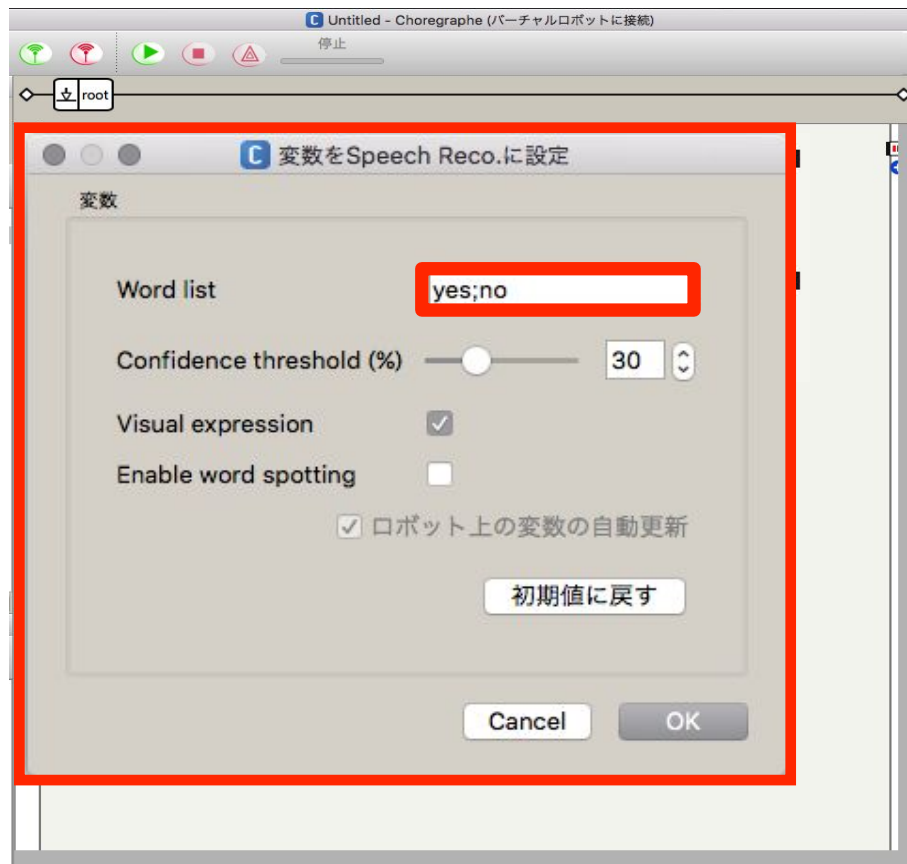 Untitled - Choregraphe (バーチャルロボットに接続)
停止
root
変数をSpeech Reco.に設定
変数
Word list
yes;no
Confidence threshold (%)
30
Visual expression
Enable word spotting
ロボット上の変数の自動更新
初期値に戻す
Cancel
OK